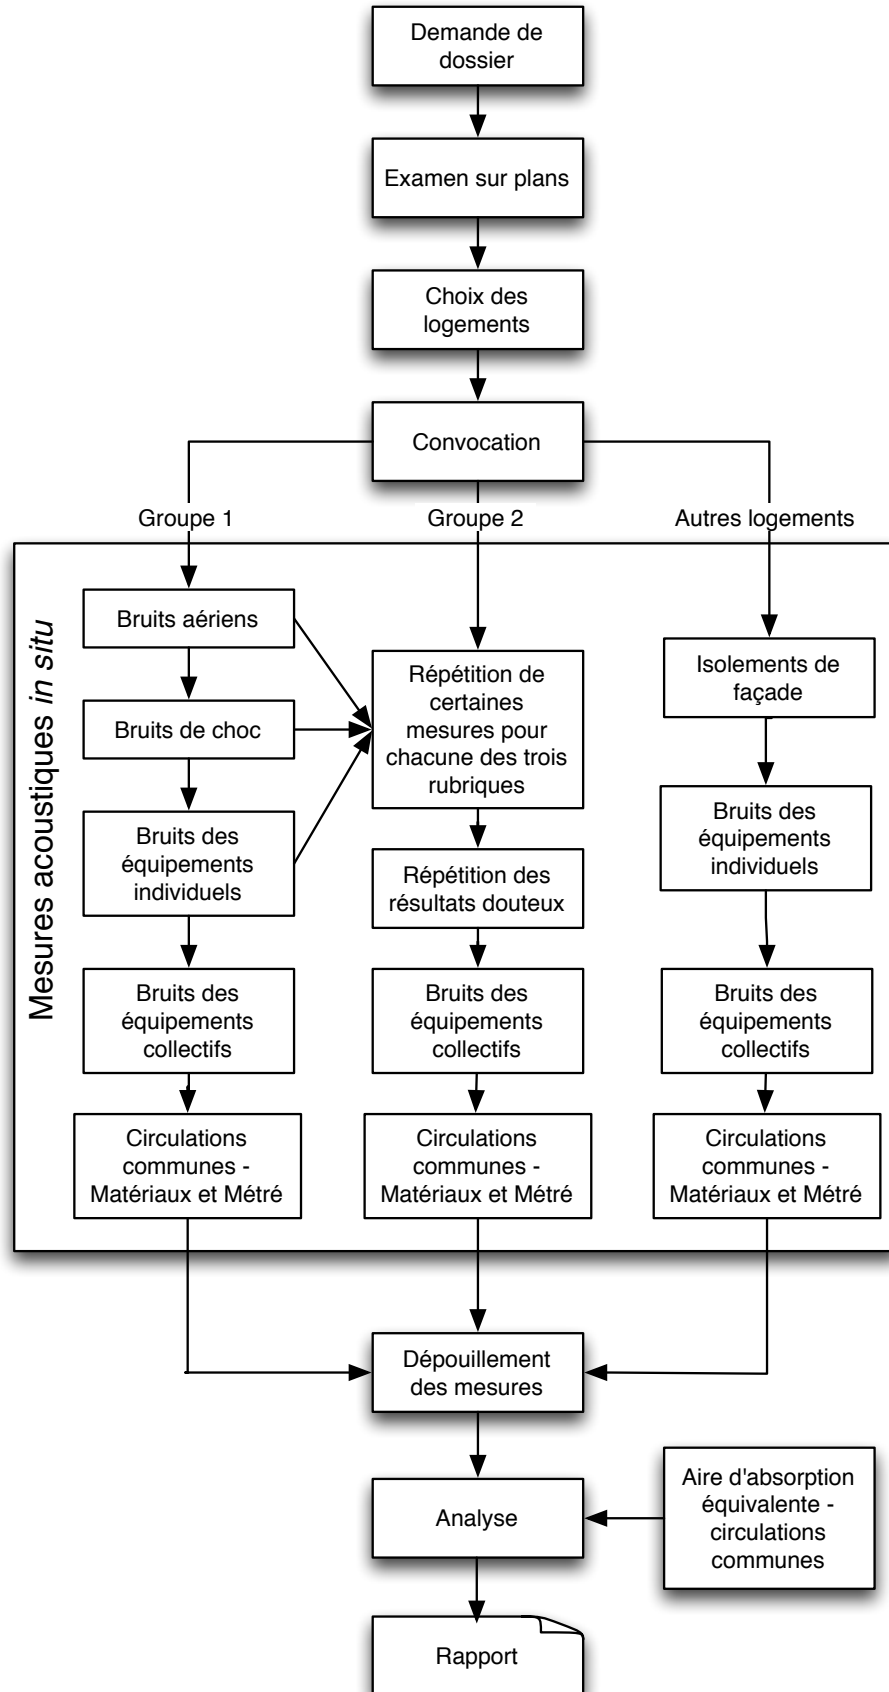 Demande de
dossier
Examen sur plans
Choix des
logements
Convocation
Groupe 1
Groupe 2
Autres logements
Mesures acoustiques in situ
Bruits aériens
Bruits de choc
Bruits des
équipements
individuels
Bruits des
équipements
collectifs
Circulations
communes -
Matériaux et Métré
Répétition de
certaines
mesures pour
chacune des trois
rubriques
Répétition des
résultats douteux
Bruits des
équipements
collectifs
Circulations
communes -
Matériaux et Métré
Isolements de
façade
Bruits des
équipements
individuels
Bruits des
équipements
collectifs
Circulations
communes -
Matériaux et Métré
Dépouillement
des mesures
Analyse
Aire d'absorption
équivalente -
circulations
communes
Rapport